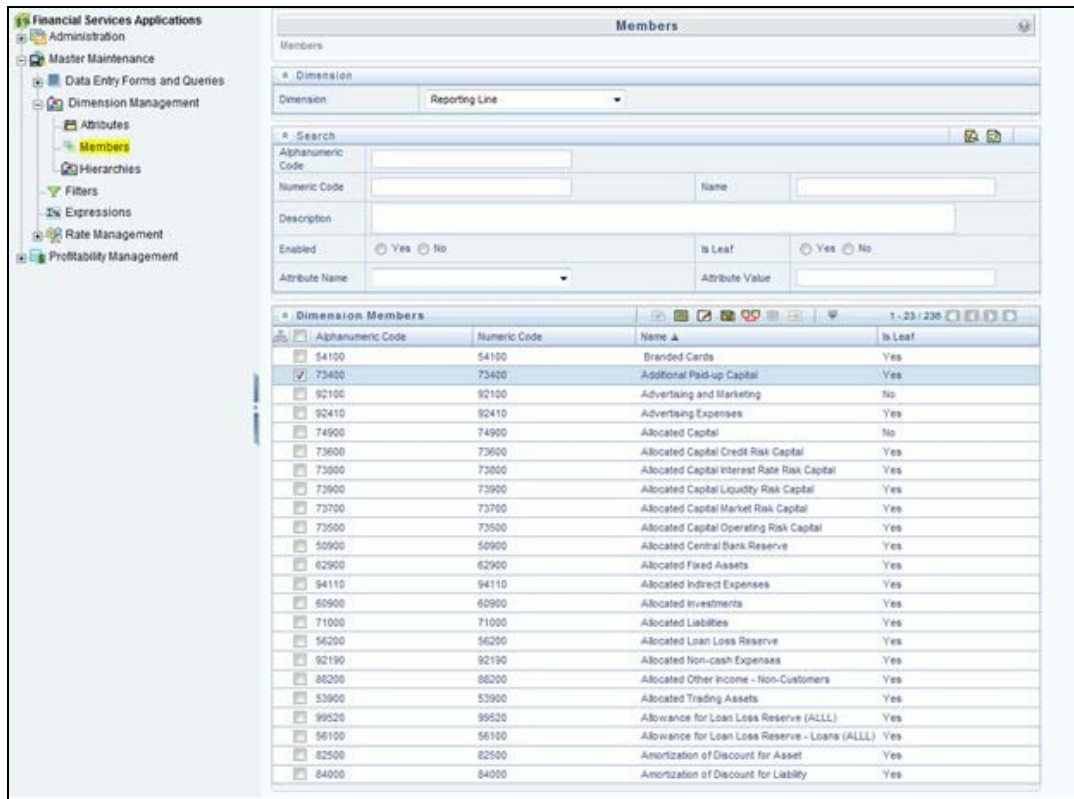 Financial Services Applications
Administration
Master Maintenance
Data Entry Forms and Queries
Dimension Management
Attributes
Members
Hierarchies
Filters
Expressions
Rate Management
Profitability Management
Members
Members
Dimension
Dimension Reporting Line
Search
Alphanumeric Code
Numeric Code Name
Description
Enabled Yes No Is Leaf Yes No
Attribute Name Attribute Value
Dimension Members 1 - 23 / 236
Alphanumeric Code Numeric Code Name Is Leaf
54100 54100 Branded Cards Yes
73400 73400 Additional Paid-up Capital Yes
92100 92100 Advertising and Marketing No
92410 92410 Advertising Expenses Yes
74900 74900 Allocated Capital No
73600 73600 Allocated Capital Credit Risk Capital Yes
73800 73800 Allocated Capital Interest Rate Risk Capital Yes
73900 73900 Allocated Capital Liquidity Risk Capital Yes
73700 73700 Allocated Capital Market Risk Capital Yes
73500 73500 Allocated Capital Operating Risk Capital Yes
50900 50900 Allocated Central Bank Reserve Yes
62900 62900 Allocated Fixed Assets Yes
94110 94110 Allocated Indirect Expenses Yes
60900 60900 Allocated Investments Yes
71000 71000 Allocated Liabilities Yes
56200 56200 Allocated Loan Loss Reserve Yes
92190 92190 Allocated Non-cash Expenses Yes
88200 88200 Allocated Other Income - Non-Customers Yes
53900 53900 Allocated Trading Assets Yes
99520 99520 Allowance for Loan Loss Reserve (ALLL) Yes
56100 56100 Allowance for Loan Loss Reserve - Loans (ALLL) Yes
82500 82500 Amortization of Discount for Asset Yes
84000 84000 Amortization of Discount for Liability Yes